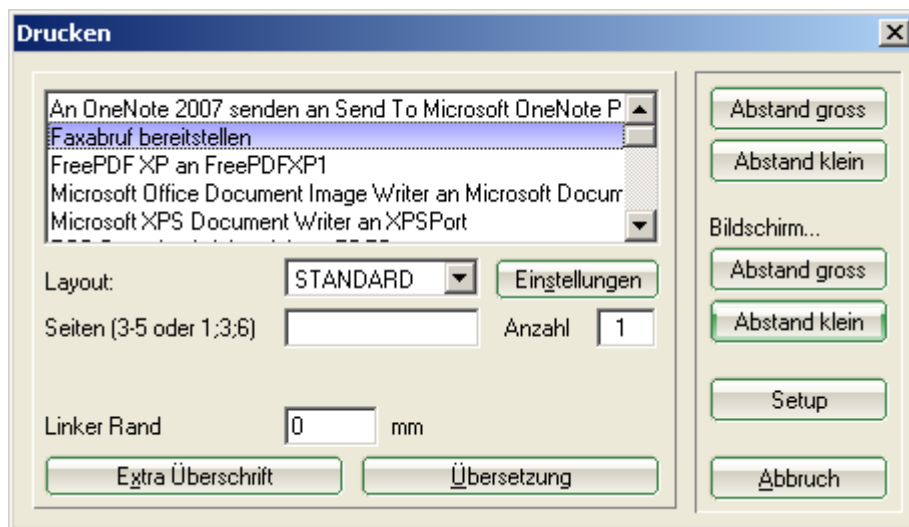 Drucken
An OneNote 2007 senden an Send To Microsoft OneNote P
Faxabruf bereitstellen
FreePDF XP an FreePDFXP1
Microsoft Office Document Image Writer an Microsoft Docum
Microsoft XPS Document Writer an XPSPort
Layout:
STANDARD
Einstellungen
Seiten (3-5 oder 1;3;6)
Anzahl
1
Linker Rand
0
mm
Extra Überschrift
Übersetzung
Abstand gross
Abstand klein
Bildschirm...
Abstand gross
Abstand klein
Setup
Abbruch